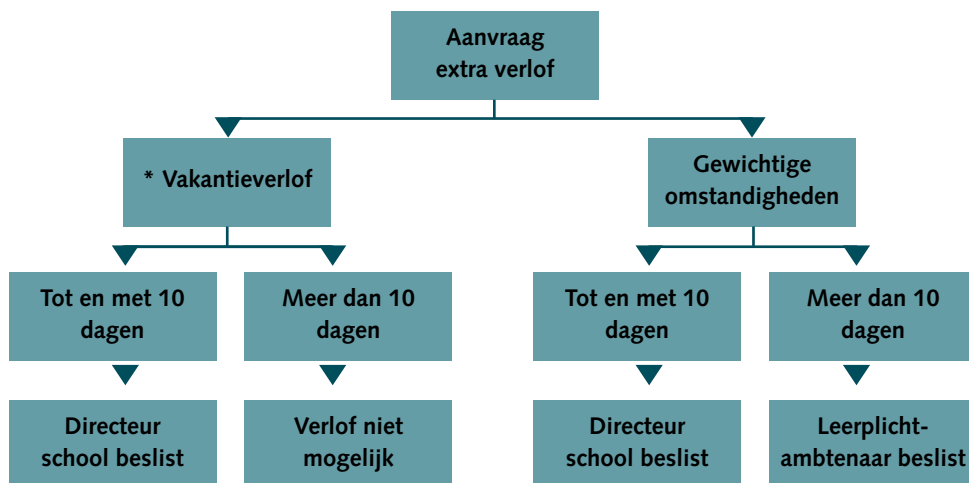 Aanvraag
extra verlof
* Vakantieverlof
Gewichtige
omstandigheden
Tot en met 10
dagen
Meer dan 10
dagen
Tot en met 10
dagen
Meer dan 10
dagen
Directeur
school beslist
Verlof niet
mogelijk
Directeur
school beslist
Leerplicht-
ambtenaar beslist